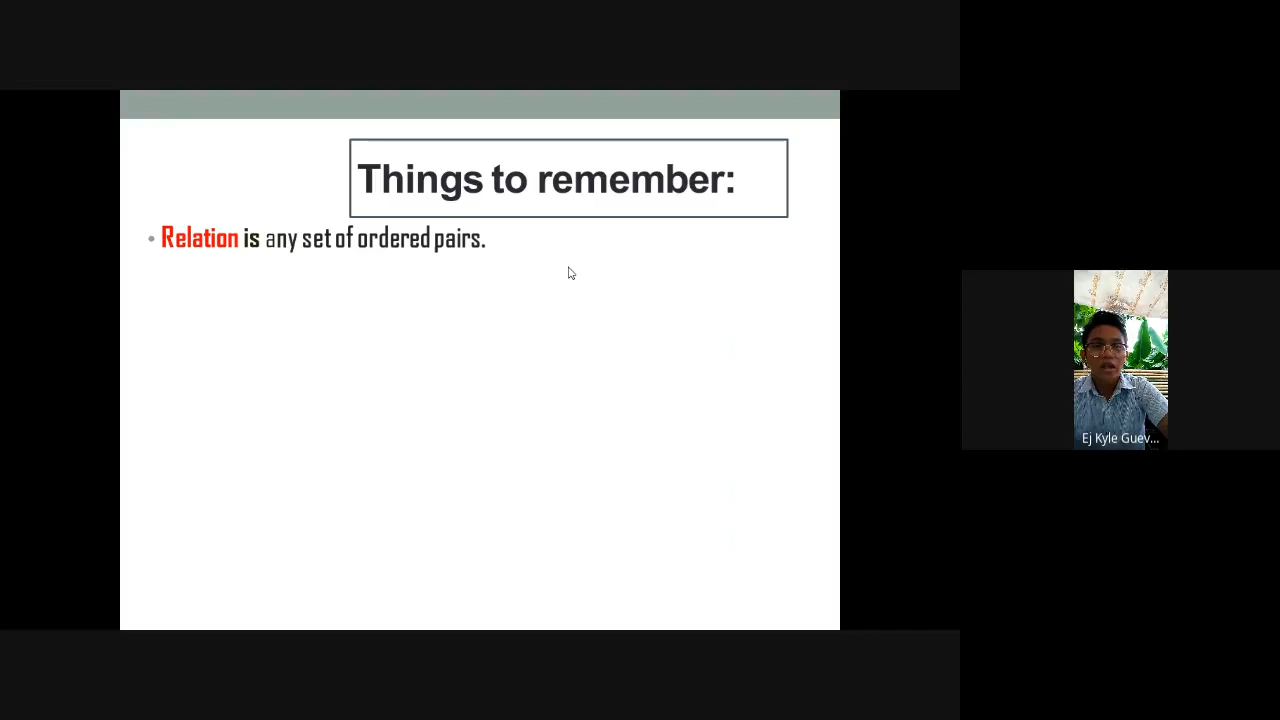 Things to remember:
• Relation is any set of ordered pairs.
Ej Kyle Guev...